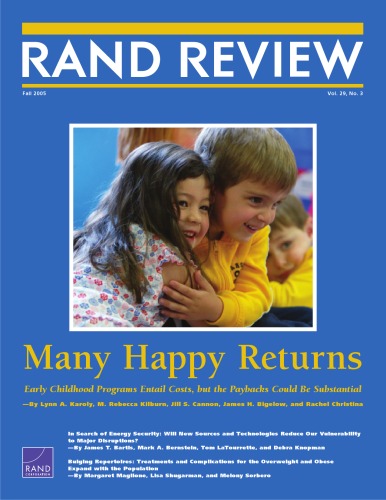 RAND REVIEW
Fall 2005
Vol. 29, No. 3
Many Happy Returns
Early Childhood Programs Entail Costs, but the Paybacks Could Be Substantial
—By Lynn A. Karoly, M. Rebecca Kilburn, Jill S. Cannon, James H. Bigelow, and Rachel Christina
In Search of Energy Security: Will New Sources and Technologies Reduce Our Vulnerability
to Major Disruptions?
—By James T. Bartis, Mark A. Bernstein, Tom LaTourrette, and Debra Knopman
Bulging Repertoires: Treatments and Complications for the Overweight and Obese
Expand with the Population
—By Margaret Maglione, Lisa Shugarman, and Melony Sorbero
RAND
CORPORATION